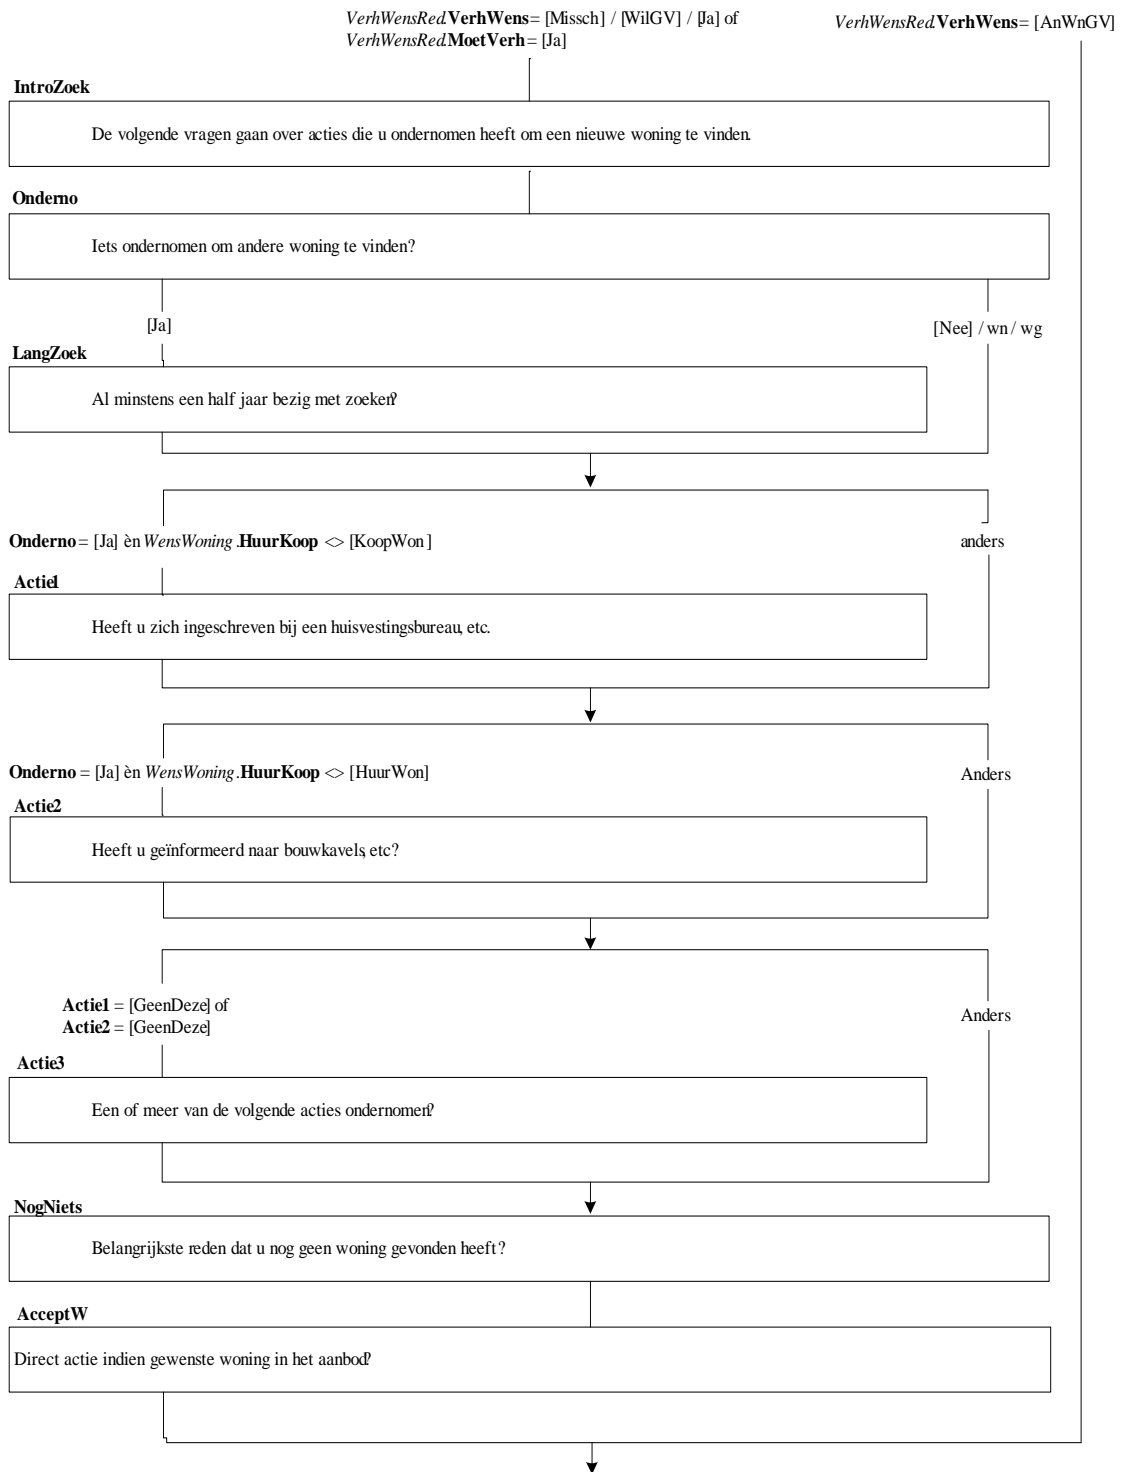 VerhWensRed.VerhWens = [Missch] / [WilGV] / [Ja] of
VerhWensRed.MoetVerh = [Ja]
VerhWensRed.VerhWens = [AnWnGV]
IntroZoek
De volgende vragen gaan over acties die u ondernomen heeft om een nieuwe woning te vinden.
Onderno
Iets ondernomen om andere woning te vinden?
[Ja]
[Nee] / wn / wg
LangZoek
Al minstens een half jaar bezig met zoeken?
Onderno = [Ja] èn WensWoning.HuurKoop <> [KoopWon]
anders
Actie1
Heeft u zich ingeschreven bij een huisvestingsbureau, etc.
Onderno = [Ja] èn WensWoning.HuurKoop <> [HuurWon]
Anders
Actie2
Heeft u geïnformeerd naar bouwkavels, etc?
Actie1 = [GeenDeze] of
Actie2 = [GeenDeze]
Anders
Actie3
Een of meer van de volgende acties ondernomen?
NogNiets
Belangrijkste reden dat u nog geen woning gevonden heeft?
AcceptW
Direct actie indien gewenste woning in het aanbod?